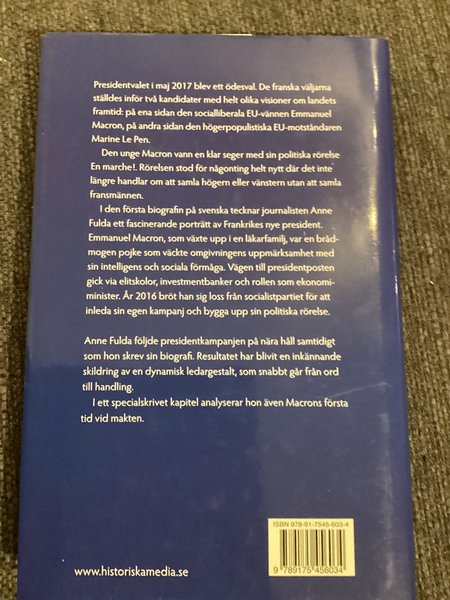 Presidentvalet i maj 2017 blev ett ödesval. De franska väljarna
ställdes inför två kandidater med helt olika visioner om landets
framtid: på ena sidan den socialliberala EU-vännen Emmanuel
Macron, på andra sidan den högerpopulistiska EU-motståndaren
Marine Le Pen.
Den unge Macron vann en klar seger med sin politiska rörelse
En marche!. Rörelsen stod för någonting helt nytt där det inte
längre handlar om att samla högern eller vänstern utan att samla
fransmännen.
I den första biografin på svenska tecknar journalisten Anne
Fulda ett fascinerande porträtt av Frankrikes nye president.
Emmanuel Macron, som växte upp i en läkarfamilj, var en bråd-
mogen pojke som väckte omgivningens uppmärksamhet med
sin intelligens och sociala förmåga. Vägen till presidentposten
gick via elitskolor, investmentbanker och rollen som ekonomi-
minister. År 2016 bröt han sig loss från socialistpartiet för att
inleda sin egen kampanj och bygga upp sin politiska rörelse.
Anne Fulda följde presidentkampanjen på nära håll samtidigt
som hon skrev sin biografi. Resultatet har blivit en inkännande
skildring av en dynamisk ledargestalt, som snabbt går från ord
till handling.
I ett specialskrivet kapitel analyserar hon även Macrons första
tid vid makten.
ISBN 978-91-7545-603-4
9 789175 456034
www.historiskamedia.se